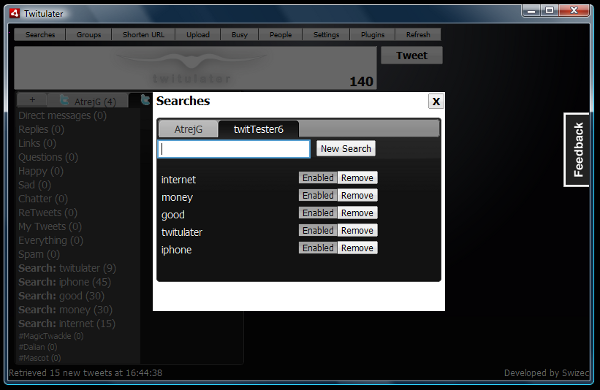 Twitulater
Searches Groups Shorten URL Upload Busy People Settings Plugins Refresh
twitulater
140
Tweet
+ AtrejG (4)
Direct messages (0)
Replies (0)
Links (0)
Questions (0)
Happy (0)
Sad (0)
Chatter (0)
ReTweets (0)
My Tweets (0)
Everything (0)
Spam (0)
Search: twitulater (9)
Search: iphone (45)
Search: good (30)
Search: money (30)
Search: internet (15)
#MagicTwackle (0)
#Dalian (0)
#Mascot (0)
Searches X
AtrejG twitTester6
New Search
internet Enabled Remove
money Enabled Remove
good Enabled Remove
twitulater Enabled Remove
iphone Enabled Remove
Feedback
Retrieved 15 new tweets at 16:44:38 Developed by Swizec